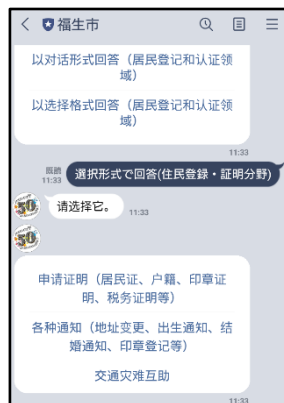 福生市
以对话形式回答（居民登记和认证领
域）
以选择格式回答（居民登记和认证领
域）
11:33
既読
11:33
選択形式で回答(住民登録・証明分野)
请选择它。
11:33
50
50
申请证明（居民证、户籍、印章证
明、税务证明等）
各种通知（地址变更、出生通知、结
婚通知、印章登记等）
交通灾难互助
11:33